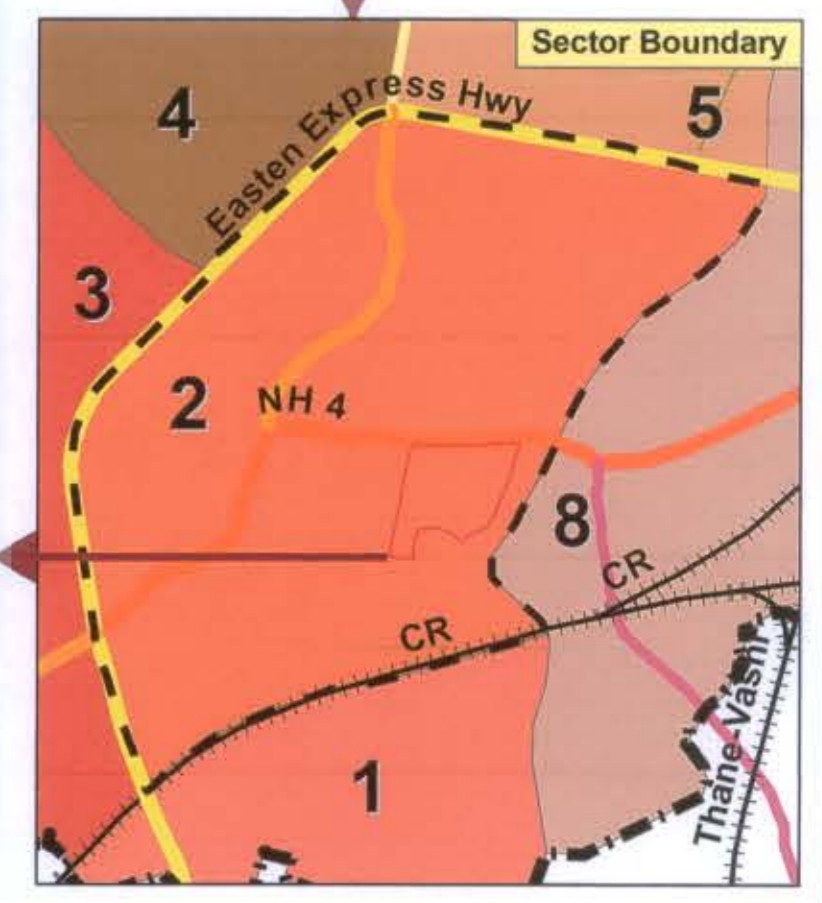 Sector Boundary
4
Easten Express Hwy
5
3
2
NH 4
8
CR
CR
Thane-Vashi
1